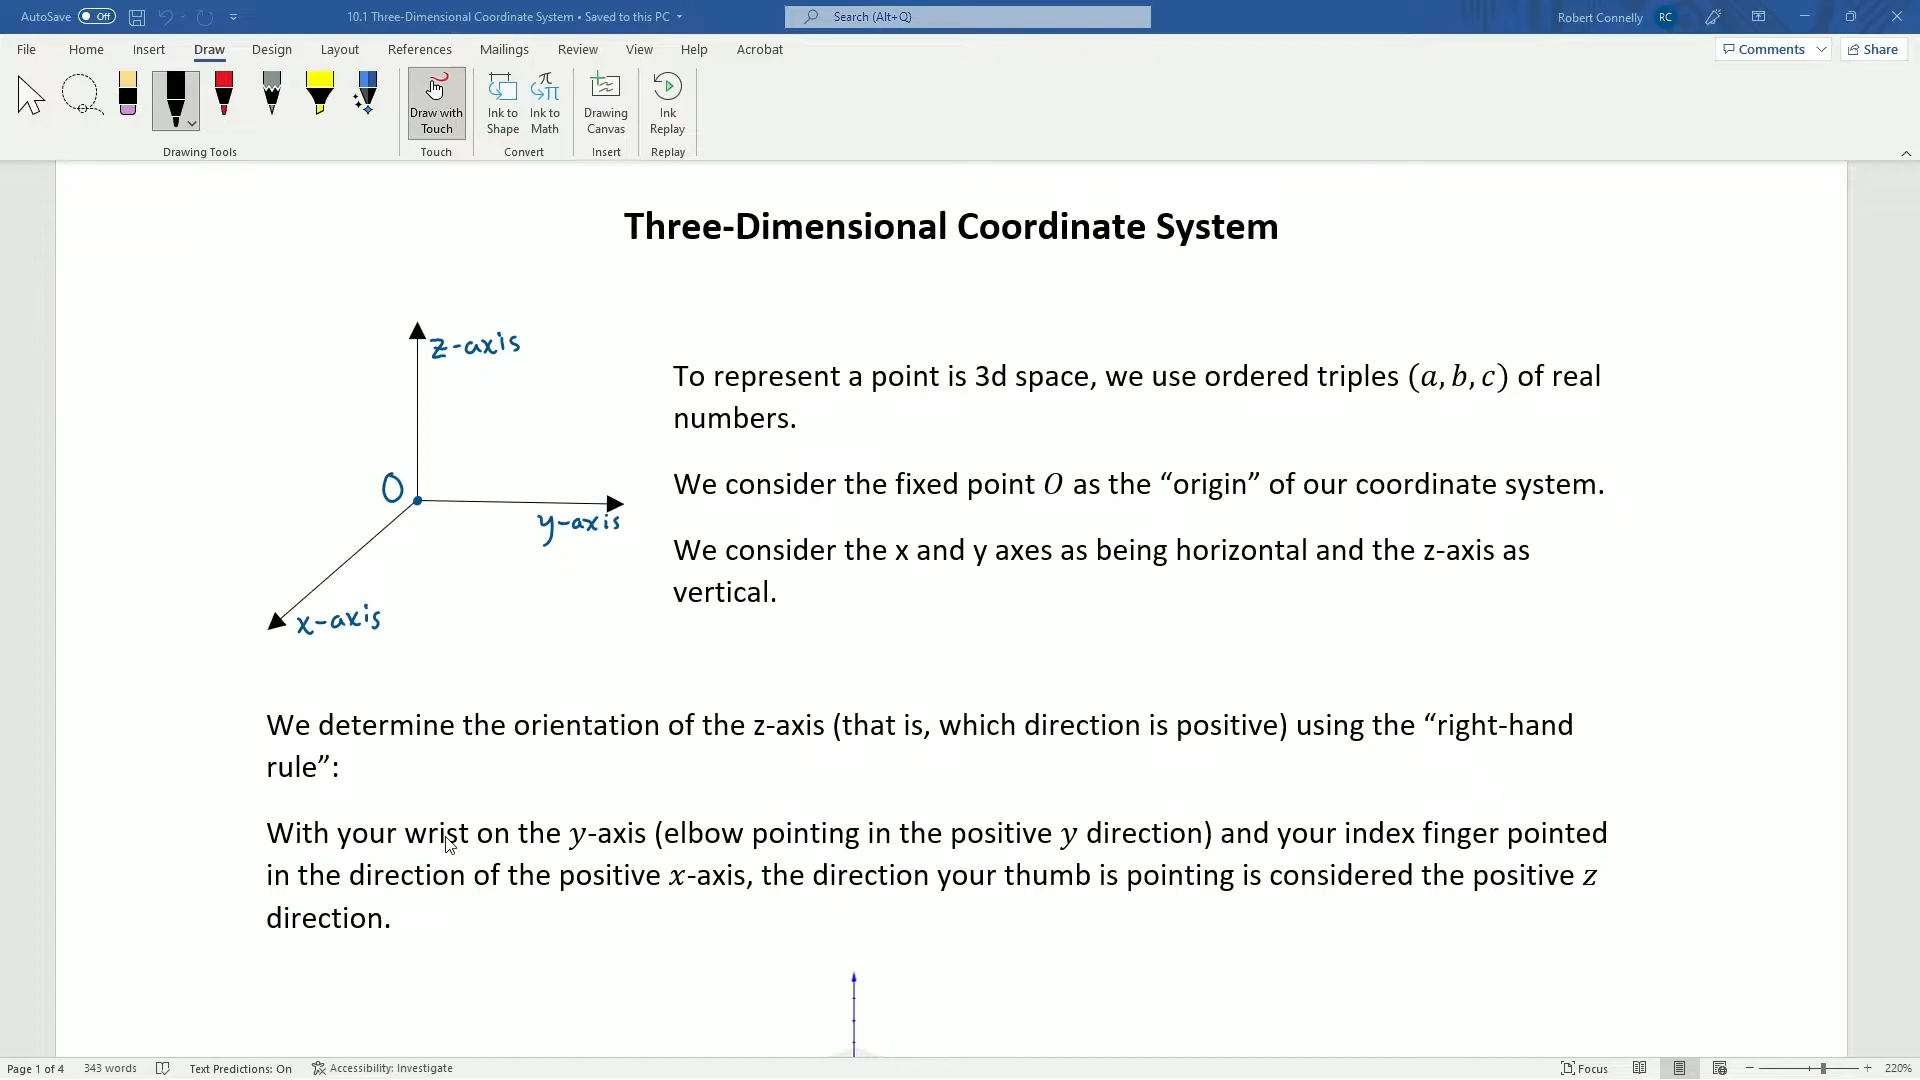 AutoSave Off 10.1 Three-Dimensional Coordinate System • Saved to this PC Search (Alt+Q) Robert Connelly RC
File Home Insert Draw Design Layout References Mailings Review View Help Acrobat Comments Share
Draw with Touch
Ink to Shape
Ink to Math
Drawing Canvas
Ink Replay
Drawing Tools Touch Convert Insert Replay
Three-Dimensional Coordinate System
z-axis
O
y-axis
x-axis
To represent a point is 3d space, we use ordered triples (a, b, c) of real
numbers.
We consider the fixed point O as the “origin” of our coordinate system.
We consider the x and y axes as being horizontal and the z-axis as
vertical.
We determine the orientation of the z-axis (that is, which direction is positive) using the “right-hand
rule”:
With your wrist on the y-axis (elbow pointing in the positive y direction) and your index finger pointed
in the direction of the positive x-axis, the direction your thumb is pointing is considered the positive z
direction.
Page 1 of 4 343 words Text Predictions: On Accessibility: Investigate Focus 220%